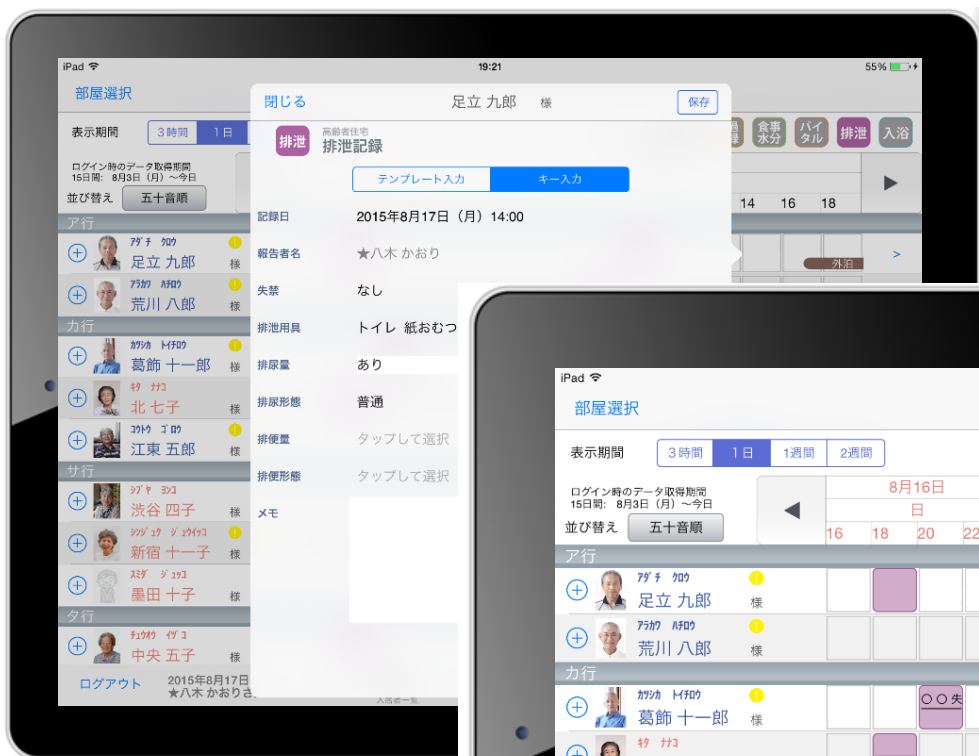 iPad
19:21
55%
部屋選択
閉じる
足立 九郎 様
保存
表示期間
3時間
1日
高齢者住宅
排泄
排泄記録
食事
水分
バイ
タル
排泄
入浴
ログイン時のデータ取得期間
15日間: 8月3日(月)~今日
並び替え
五十音順
テンプレート入力
キー入力
▶
14 16 18
記録日
2015年8月17日(月)14:00
報告者名
★八木 かおり
失禁
なし
排泄用具
トイレ 紙おむつ
排尿量
あり
排尿形態
普通
排便量
タップして選択
排便形態
タップして選択
メモ
外泊
>
ア行
アダチ クロウ
足立 九郎 様
アラカワ ハチロウ
荒川 八郎 様
カ行
カツシカ トイチロウ
葛飾 十一郎 様
キタ ナナコ
北 七子 様
コウトウ ゴロウ
江東 五郎 様
サ行
シブヤ ヨンコ
渋谷 四子 様
シンジュク ジュウイッコ
新宿 十一子 様
スミダ ジュッコ
墨田 十子 様
タ行
チュウオウ イツコ
中央 五子 様
ログアウト
2015年8月17日
★八木 かおりさ
入居者一覧
iPad
部屋選択
表示期間
3時間
1日
1週間
2週間
ログイン時のデータ取得期間
15日間: 8月3日(月)~今日
並び替え
五十音順
◀
8月16日
日
16 18 20 22
ア行
アダチ クロウ
足立 九郎 様
アラカワ ハチロウ
荒川 八郎 様
カ行
カツシカ トイチロウ
葛飾 十一郎 様
○○失
キタ ナナコ